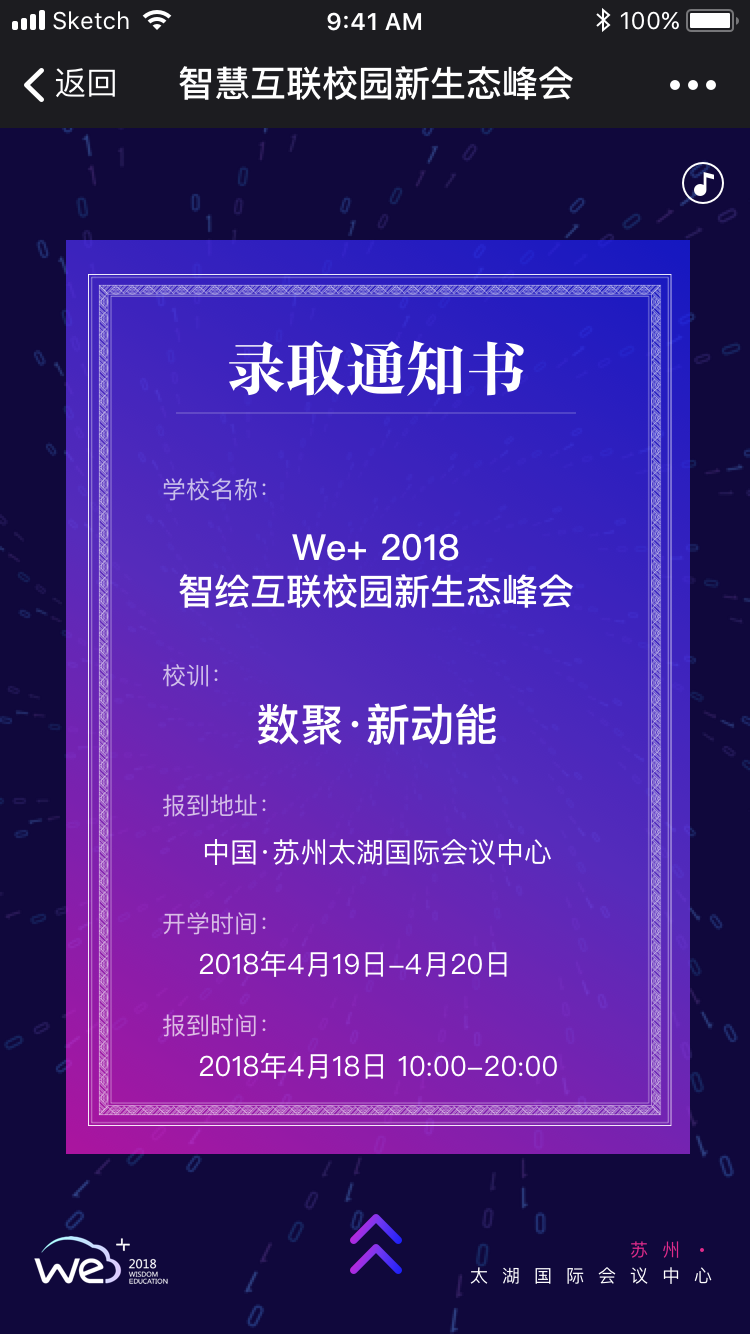 Sketch 9:41 AM 100%
返回 智慧互联校园新生态峰会
录取通知书
学校名称：
We+ 2018
智绘互联校园新生态峰会
校训：
数聚·新动能
报到地址：
中国·苏州太湖国际会议中心
开学时间：
2018年4月19日–4月20日
报到时间：
2018年4月18日 10:00–20:00
we+
2018
WISDOM
EDUCATION
苏州·
太湖国际会议中心